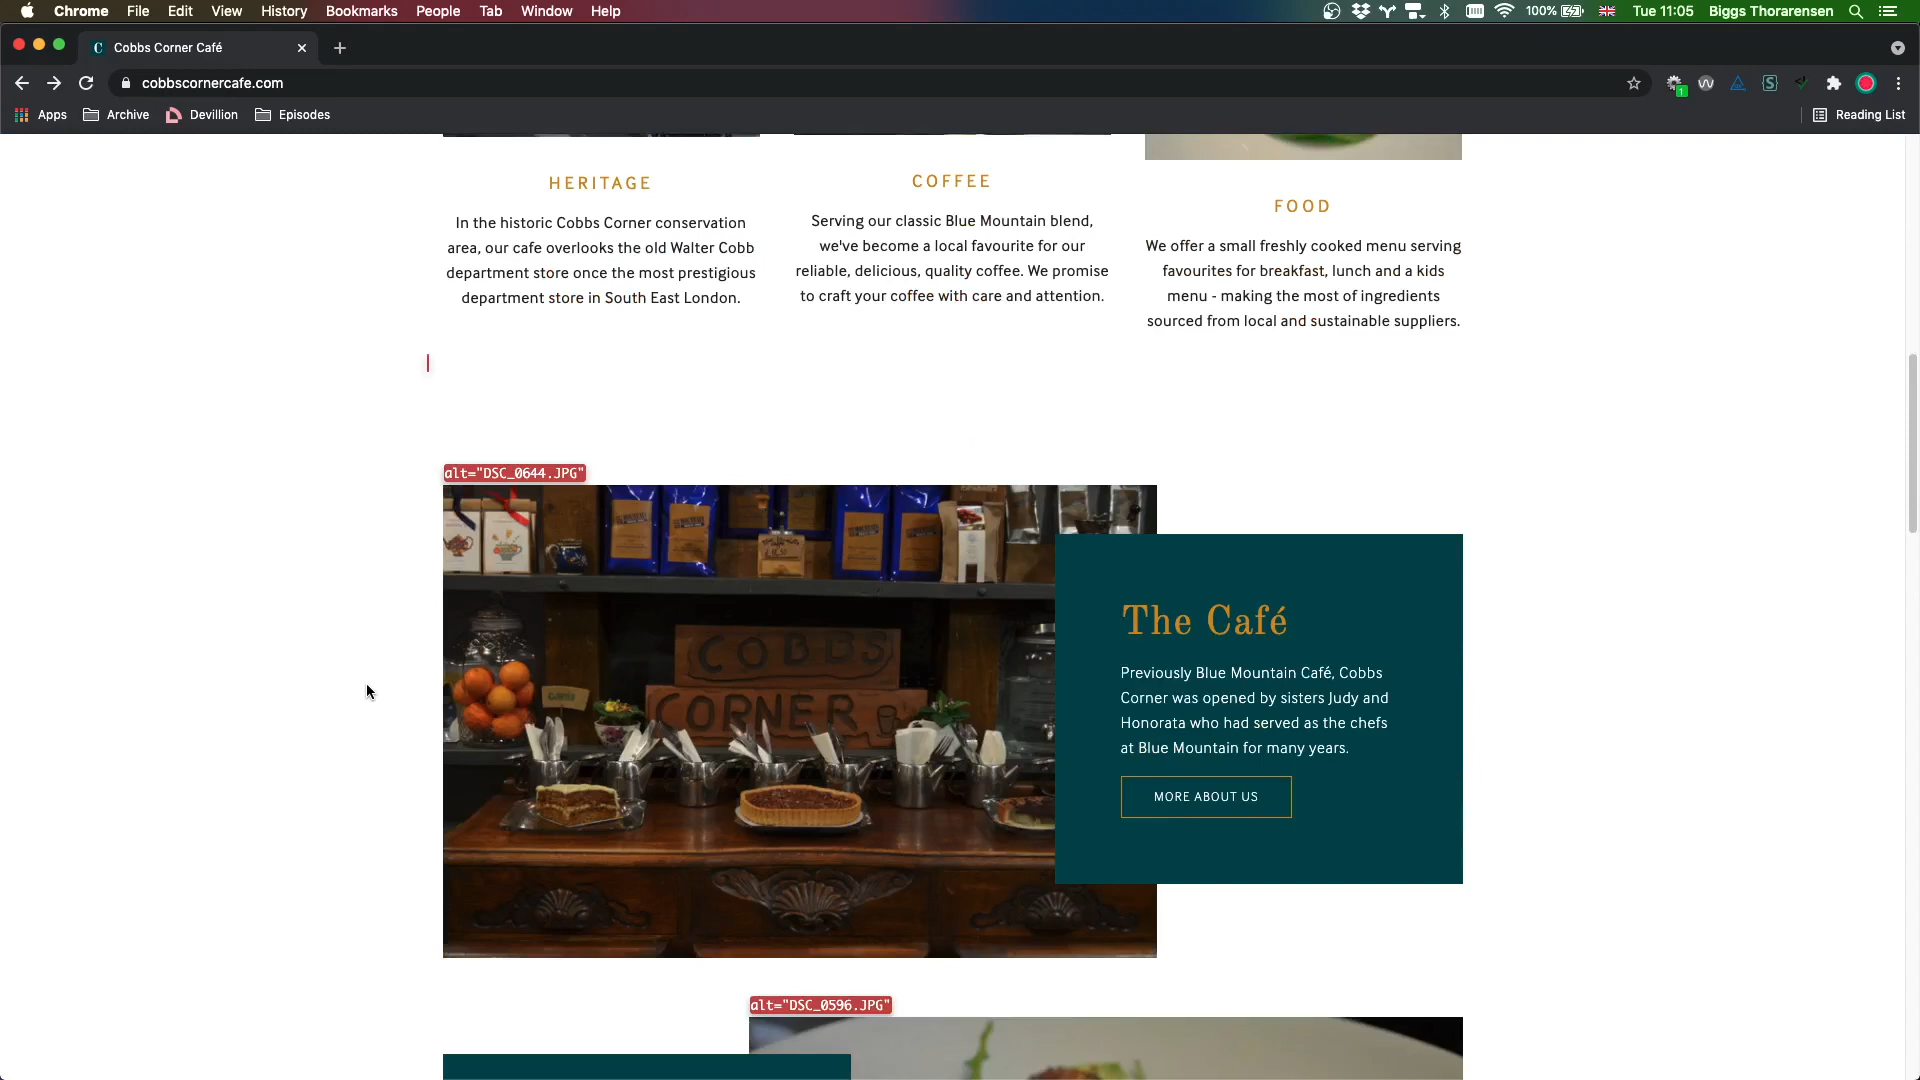 Chrome File Edit View History Bookmarks People Tab Window Help
100% Tue 11:05 Biggs Thorarensen
Cobbs Corner Café
cobbscornercafe.com
Apps Archive Devillion Episodes
Reading List
HERITAGE
In the historic Cobbs Corner conservation
area, our cafe overlooks the old Walter Cobb
department store once the most prestigious
department store in South East London.
COFFEE
Serving our classic Blue Mountain blend,
we've become a local favourite for our
reliable, delicious, quality coffee. We promise
to craft your coffee with care and attention.
FOOD
We offer a small freshly cooked menu serving
favourites for breakfast, lunch and a kids
menu - making the most of ingredients
sourced from local and sustainable suppliers.
alt="DSC_0644.JPG"
COBBS
CORNER
The Café
Previously Blue Mountain Café, Cobbs
Corner was opened by sisters Judy and
Honorata who had served as the chefs
at Blue Mountain for many years.
MORE ABOUT US
alt="DSC_0596.JPG"